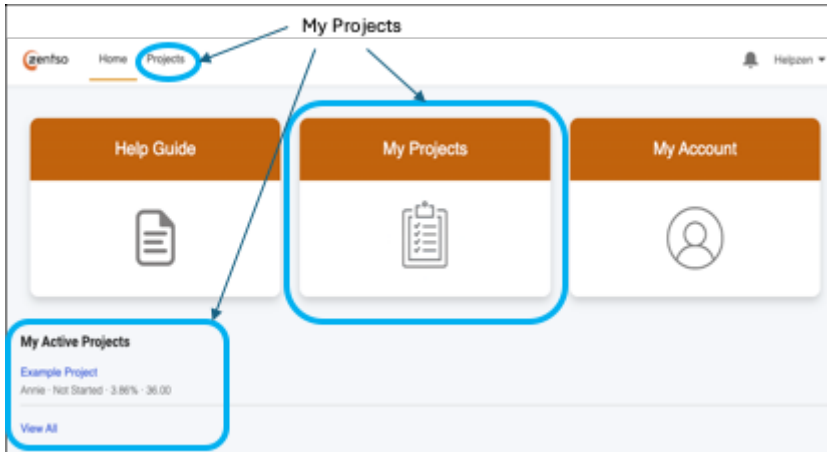 My Projects
zentso Home Projects Helpzen
Help Guide
My Projects
My Account
My Active Projects
Example Project
Annie · Not Started · 3.86% · 36.00
View All